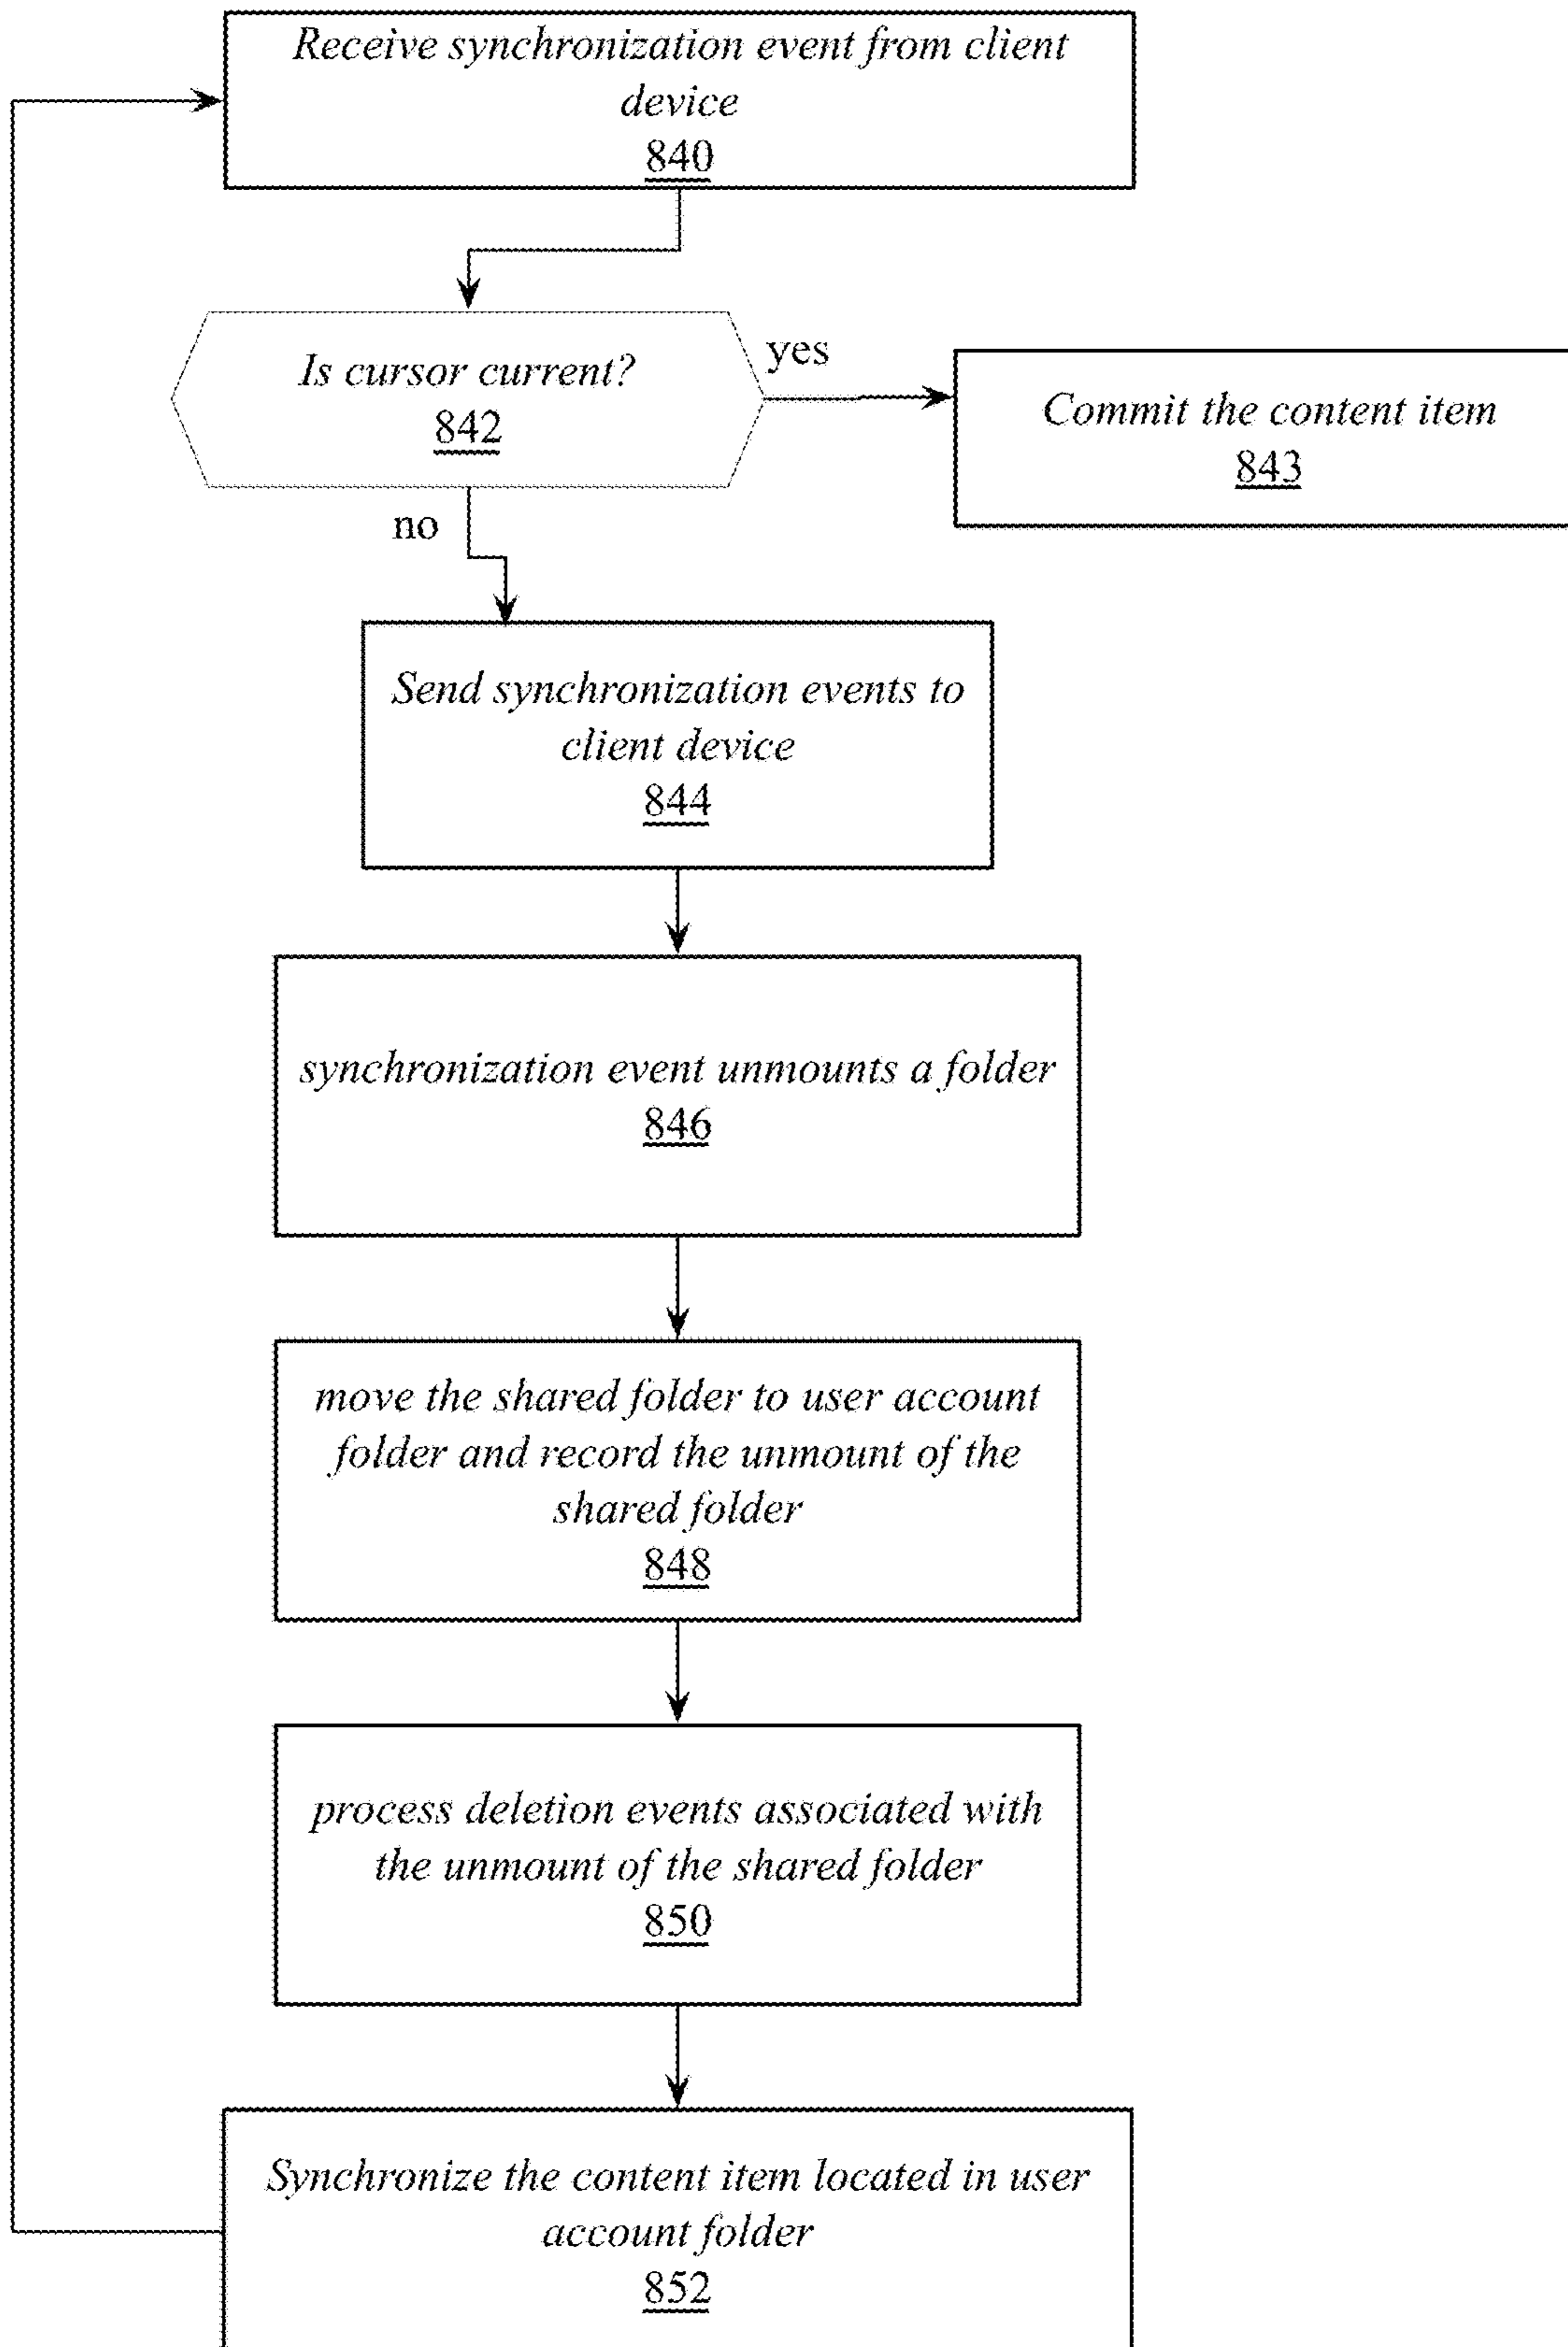 Receive synchronization event from client
device
840
Is cursor current?
842
yes
Commit the content item
843
no
Send synchronization events to
client device
844
synchronization event unmounts a folder
846
move the shared folder to user account
folder and record the unmount of the
shared folder
848
process deletion events associated with
the unmount of the shared folder
850
Synchronize the content item located in user
account folder
852